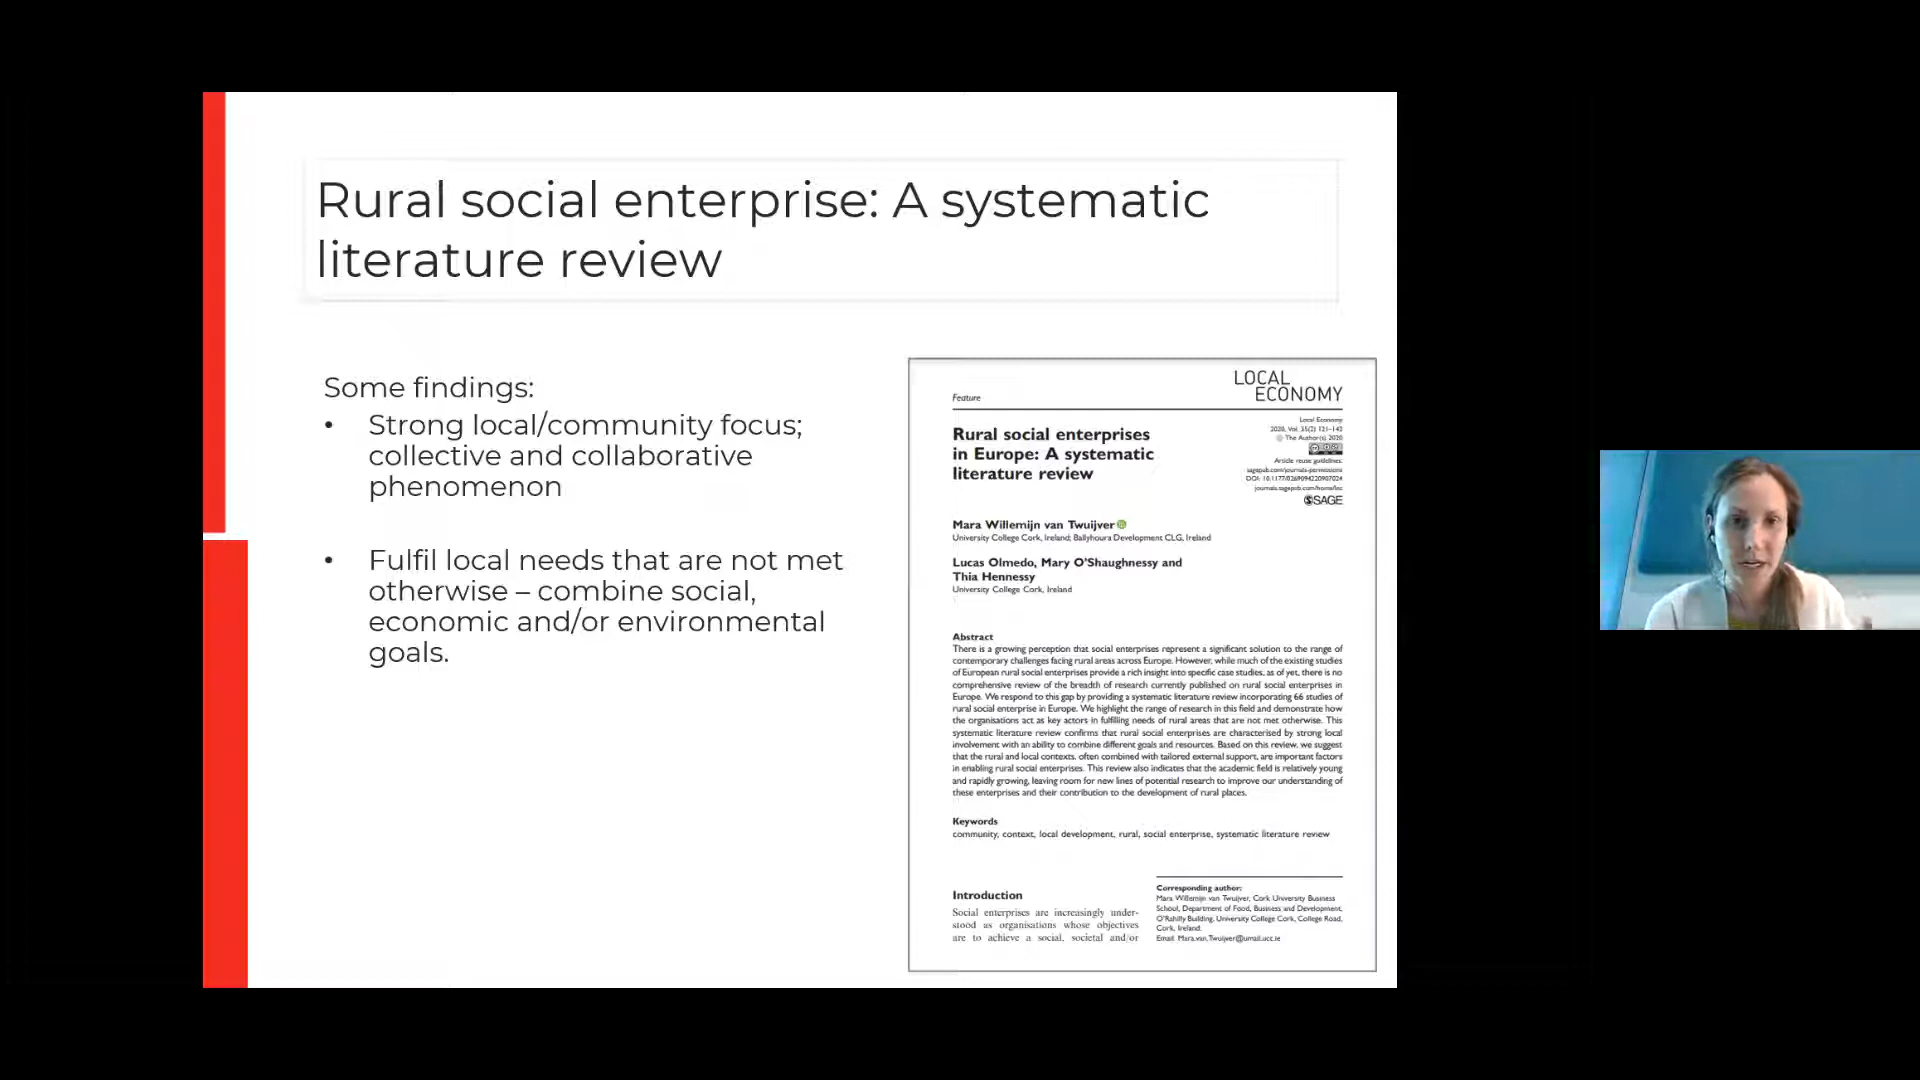 Rural social enterprise: A systematic
literature review
Some findings:
• Strong local/community focus;
collective and collaborative
phenomenon
• Fulfil local needs that are not met
otherwise – combine social,
economic and/or environmental
goals.
Feature
LOCAL
ECONOMY
Rural social enterprises
in Europe: A systematic
literature review
Local Economy
2020, Vol. 35(2) 121–142
© The Author(s) 2020
Article reuse guidelines:
sagepub.com/journals-permissions
DOI: 10.1177/0269094220907024
journals.sagepub.com/home/lec
SAGE
Mara Willemijn van Twuijver
University College Cork, Ireland; Ballyhoura Development CLG, Ireland
Lucas Olmedo, Mary O'Shaughnessy and
Thia Hennessy
University College Cork, Ireland
Abstract
There is a growing perception that social enterprises represent a significant solution to the range of
contemporary challenges facing rural areas across Europe. However, while much of the existing studies
of European rural social enterprises provide a rich insight into specific case studies, as of yet, there is no
comprehensive review of the breadth of research currently published on rural social enterprises in
Europe. We respond to this gap by providing a systematic literature review incorporating 66 studies of
rural social enterprise in Europe. We highlight the range of research in this field and demonstrate how
the organisations act as key actors in fulfilling needs of rural areas that are not met otherwise. This
systematic literature review confirms that rural social enterprises are characterised by strong local
involvement with an ability to combine different goals and resources. Based on this review, we suggest
that the rural and local contexts, often combined with tailored external support, are important factors
in enabling rural social enterprises. This review also indicates that the academic field is relatively young
and rapidly growing, leaving room for new lines of potential research to improve our understanding of
these enterprises and their contribution to the development of rural places.
Keywords
community, context, local development, rural, social enterprise, systematic literature review
Introduction
Social enterprises are increasingly under-
stood as organisations whose objectives
are to achieve a social, societal and/or
Corresponding author:
Mara Willemijn van Twuijver, Cork University Business
School, Department of Food, Business and Development,
O'Rahilly Building, University College Cork, College Road,
Cork, Ireland.
Email: Mara.van.Twuijver@umail.ucc.ie